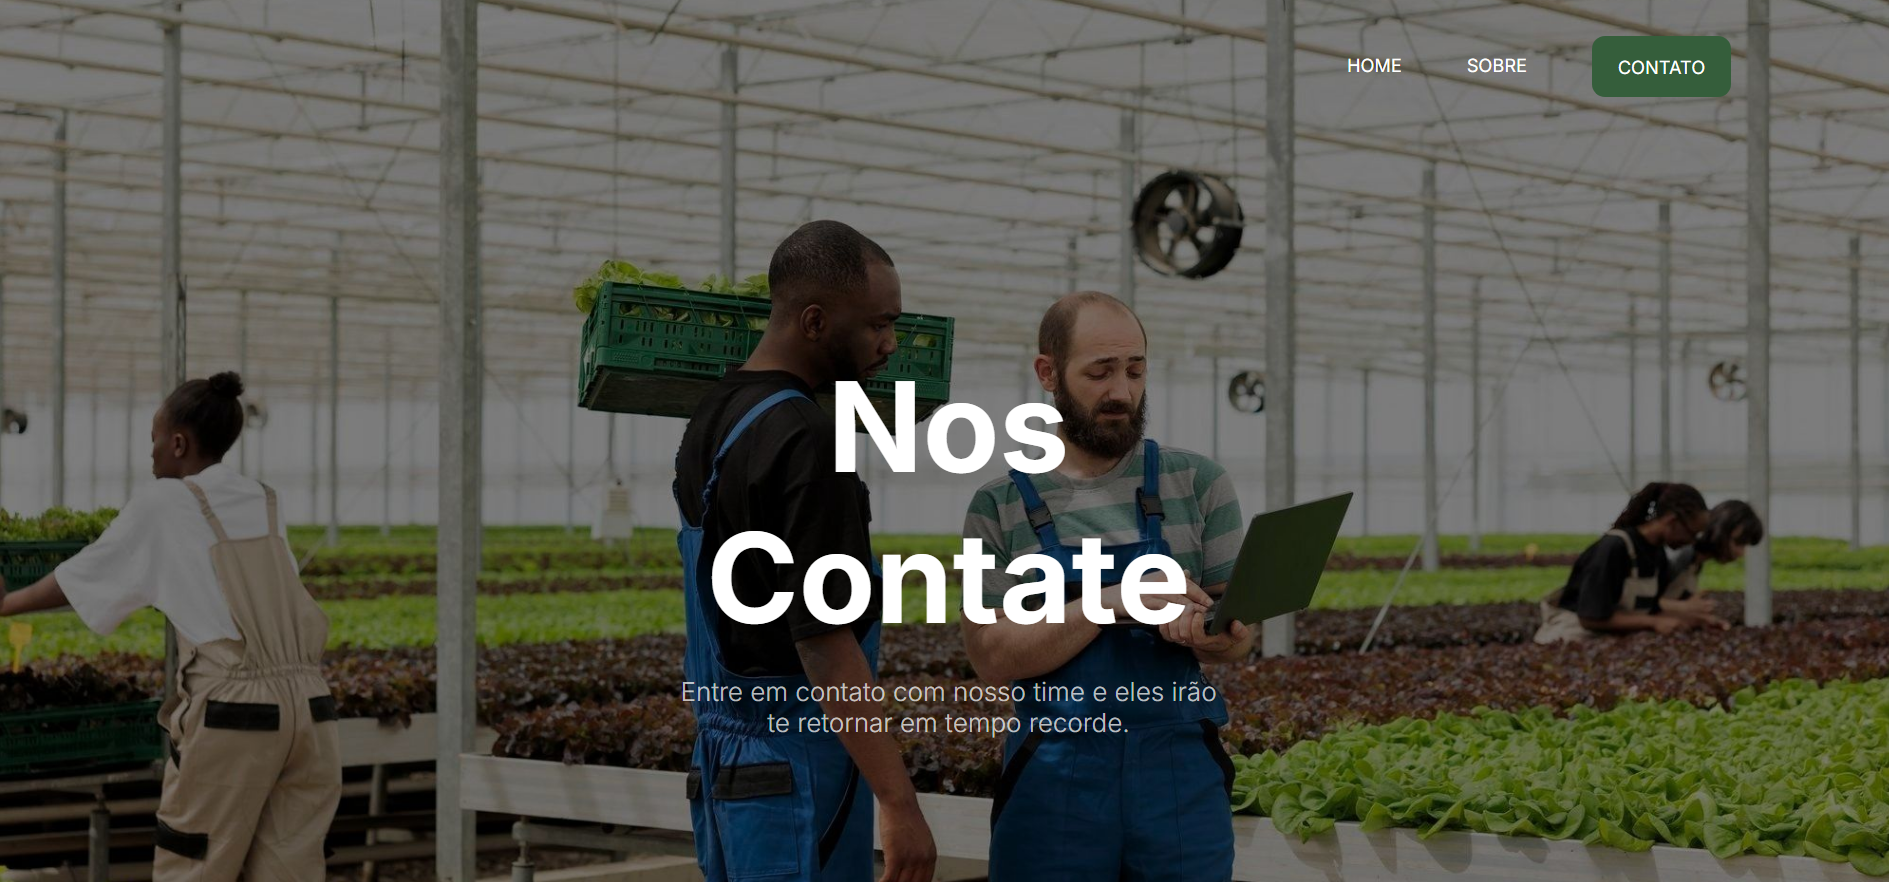 HOME SOBRE CONTATO
Nos
Contate
Entre em contato com nosso time e eles irão
te retornar em tempo recorde.